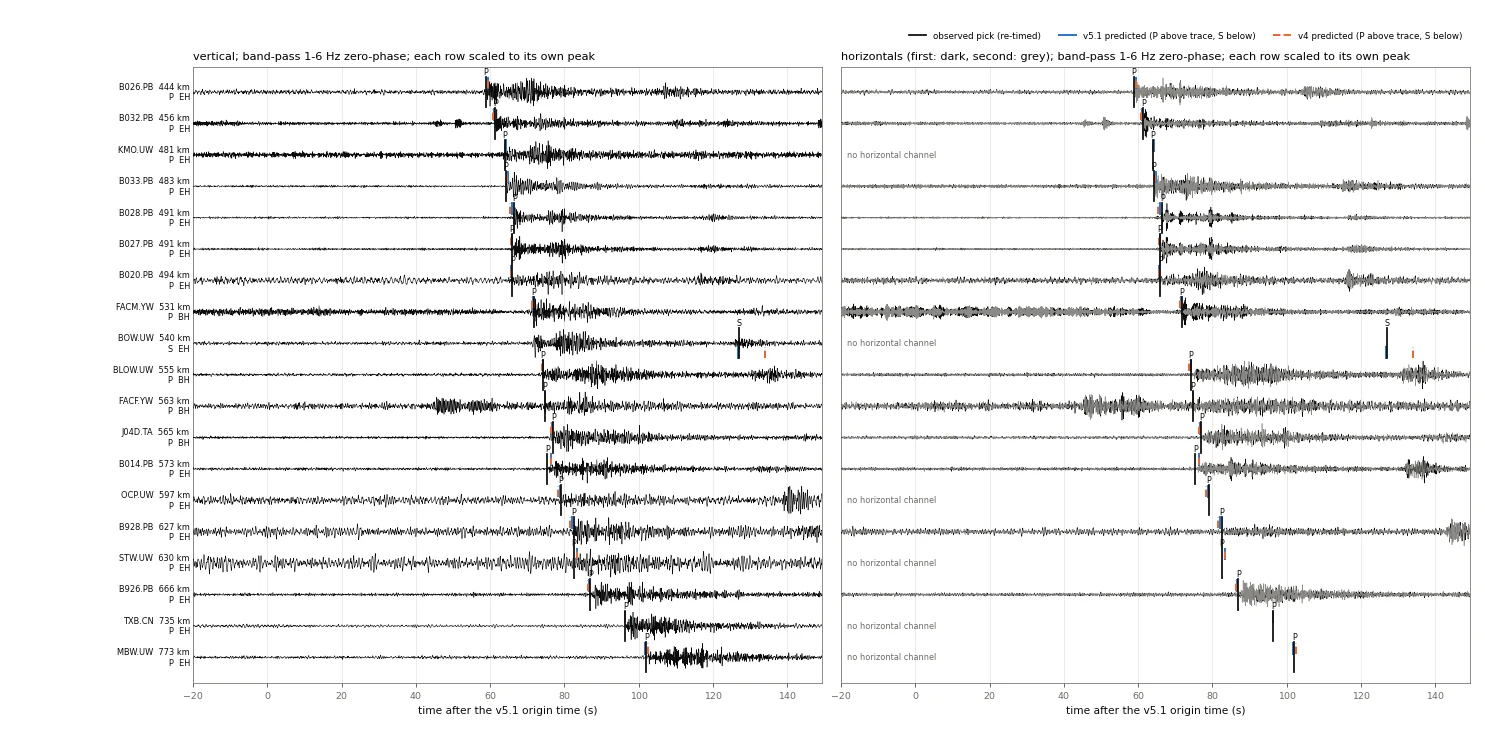 observed pick (re-timed) v5.1 predicted (P above trace, S below) v4 predicted (P above trace, S below)
vertical; band-pass 1-6 Hz zero-phase; each row scaled to its own peak
horizontals (first: dark, second: grey); band-pass 1-6 Hz zero-phase; each row scaled to its own peak
B026.PB 444 km
P EH
B032.PB 456 km
P EH
KMO.UW 481 km
P EH
no horizontal channel
B033.PB 483 km
P EH
B028.PB 491 km
P EH
B027.PB 491 km
P EH
B020.PB 494 km
P EH
FACM.YW 531 km
P BH
BOW.UW 540 km
S EH
no horizontal channel
BLOW.UW 555 km
P BH
FACF.YW 563 km
P BH
J04D.TA 565 km
P BH
B014.PB 573 km
P EH
OCP.UW 597 km
P EH
no horizontal channel
B928.PB 627 km
P EH
STW.UW 630 km
P EH
no horizontal channel
B926.PB 666 km
P EH
TXB.CN 735 km
P EH
no horizontal channel
MBW.UW 773 km
P EH
no horizontal channel
−20 0 20 40 60 80 100 120 140
−20 0 20 40 60 80 100 120 140
time after the v5.1 origin time (s)
time after the v5.1 origin time (s)